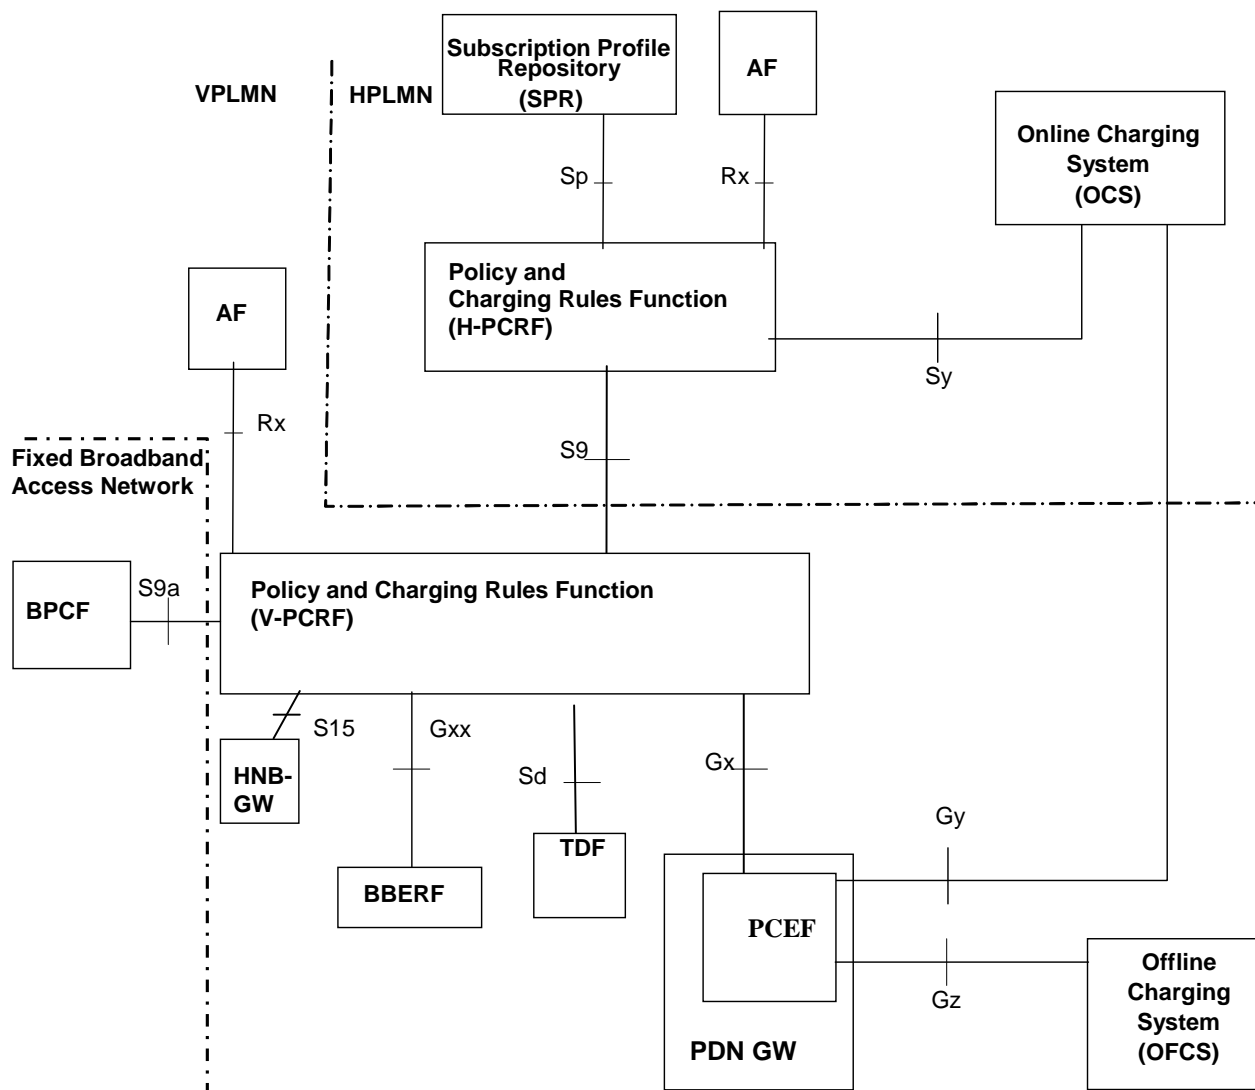 Subscription Profile
Repository
(SPR)
AF
VPLMN
HPLMN
Online Charging
System
(OCS)
Sp
Rx
Policy and
Charging Rules Function
(H-PCRF)
AF
Sy
Rx
S9
Fixed Broadband
Access Network
S9a
BPCF
Policy and Charging Rules Function
(V-PCRF)
S15
Gxx
Sd
Gx
HNB-
GW
TDF
BBERF
Gy
PCEF
Gz
PDN GW
Offline
Charging
System
(OFCS)